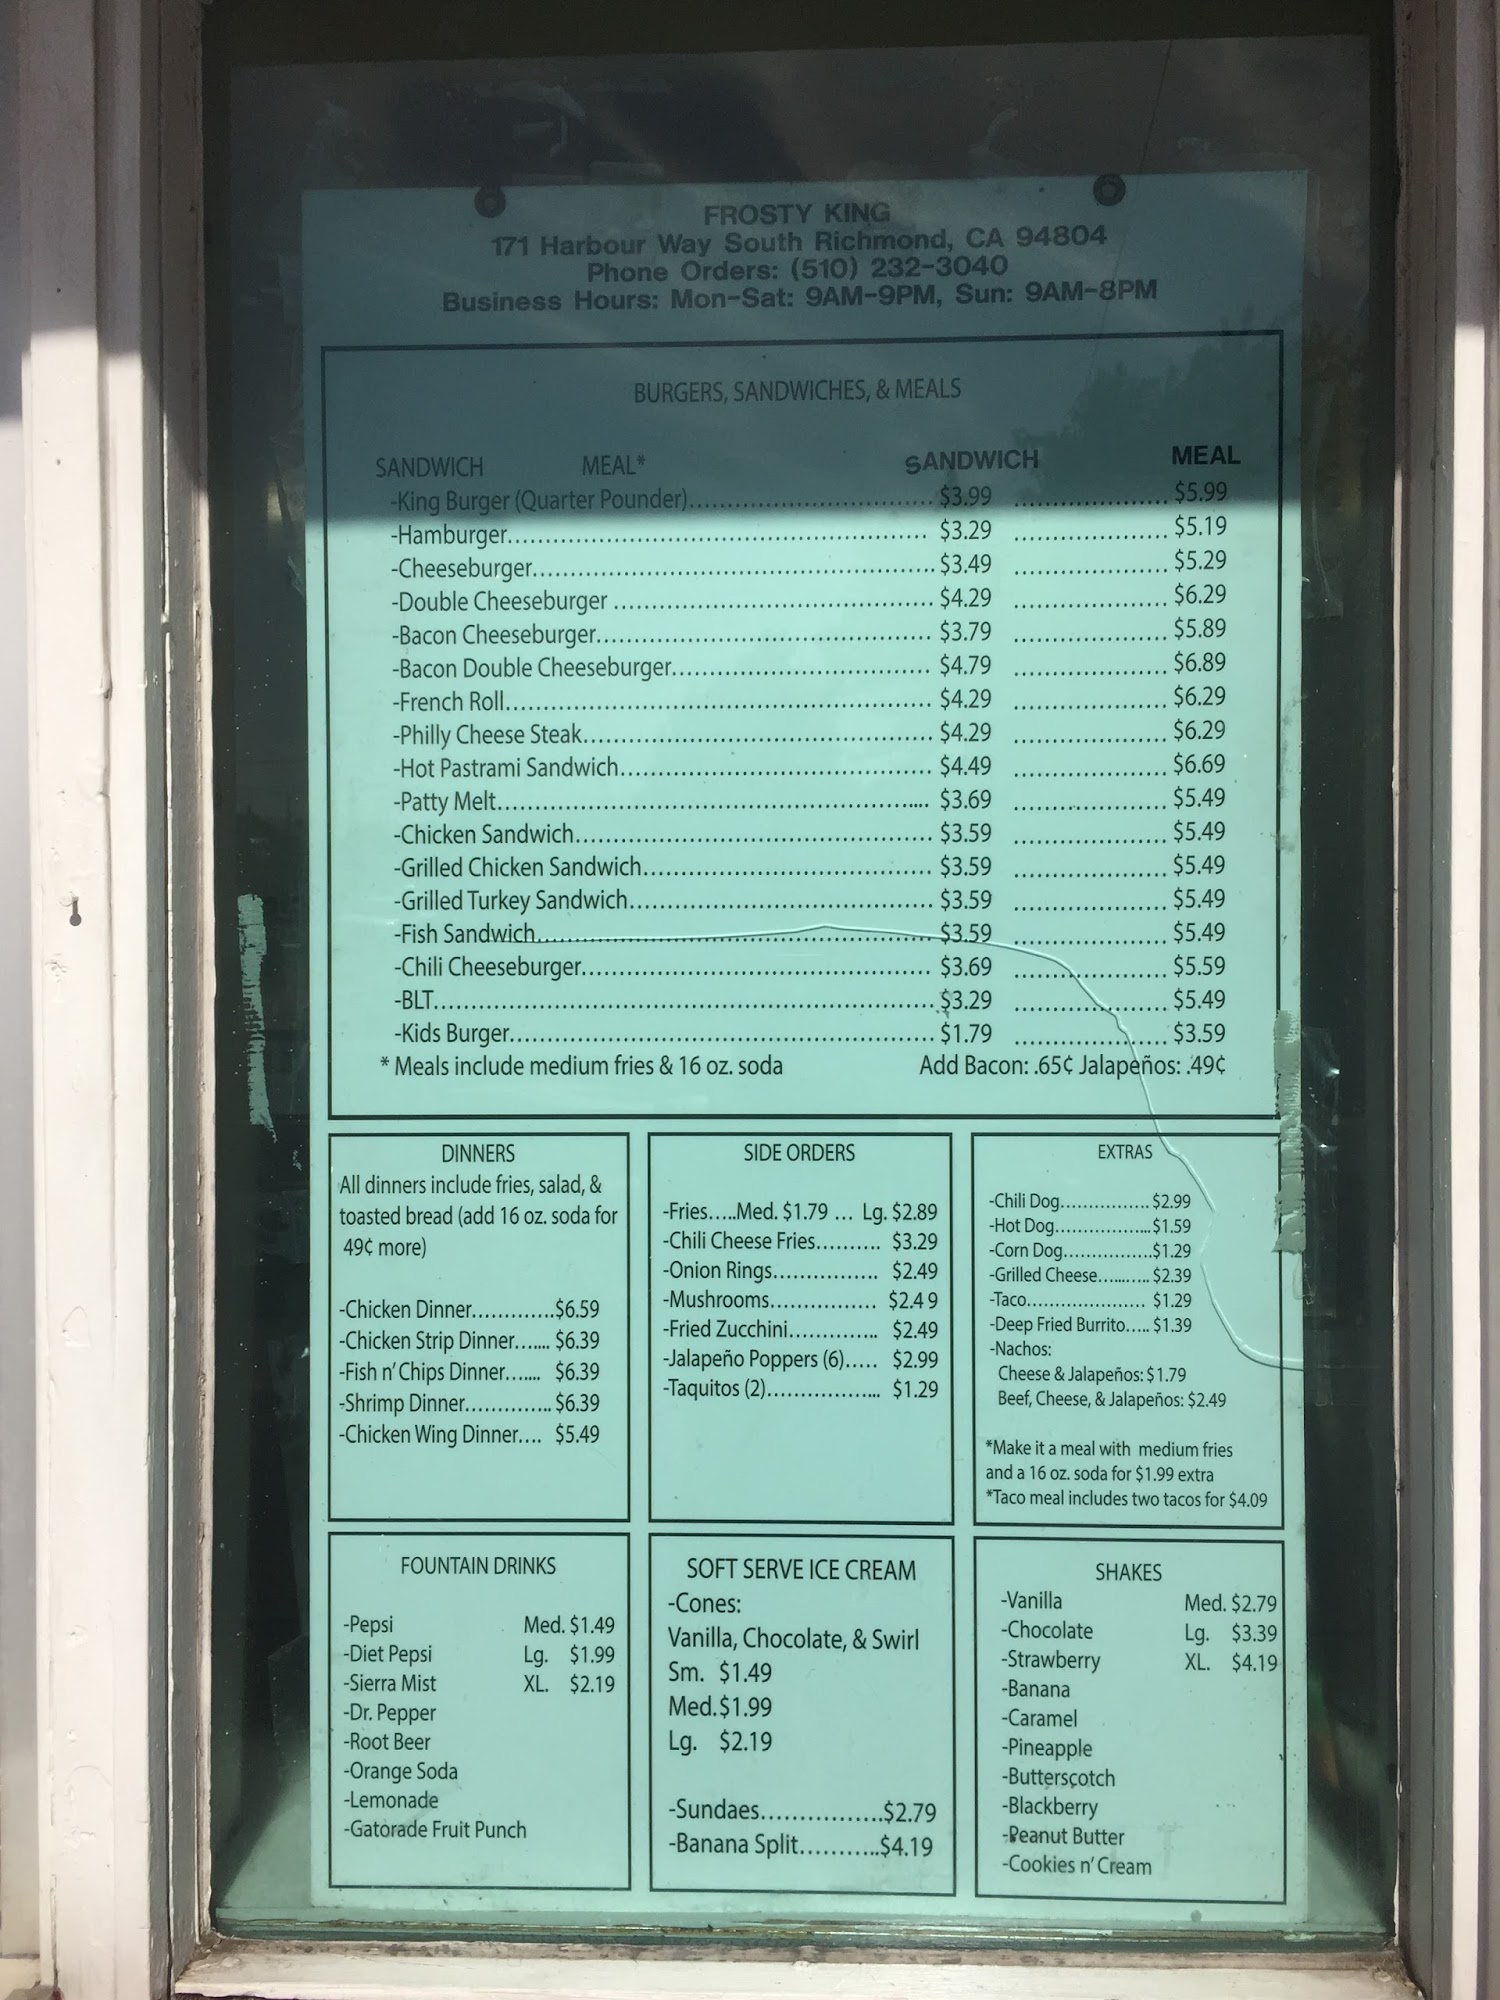 FROSTY KING
171 Harbour Way South Richmond, CA 94804
Phone Orders: (510) 232-3040
Business Hours: Mon-Sat: 9AM-9PM, Sun: 9AM-8PM
BURGERS, SANDWICHES, & MEALS
SANDWICH MEAL* SANDWICH MEAL
-King Burger (Quarter Pounder)........................... $3.99 .................... $5.99
-Hamburger................................................ $3.29 .................... $5.19
-Cheeseburger............................................. $3.49 .................... $5.29
-Double Cheeseburger ..................................... $4.29 .................... $6.29
-Bacon Cheeseburger....................................... $3.79 .................... $5.89
-Bacon Double Cheeseburger.............................. $4.79 .................... $6.89
-French Roll............................................... $4.29 .................... $6.29
-Philly Cheese Steak....................................... $4.29 .................... $6.29
-Hot Pastrami Sandwich.................................... $4.49 .................... $6.69
-Patty Melt................................................ $3.69 .................... $5.49
-Chicken Sandwich......................................... $3.59 .................... $5.49
-Grilled Chicken Sandwich................................. $3.59 .................... $5.49
-Grilled Turkey Sandwich.................................. $3.59 .................... $5.49
-Fish Sandwich............................................. $3.59 .................... $5.49
-Chili Cheeseburger........................................ $3.69 .................... $5.59
-BLT....................................................... $3.29 .................... $5.49
-Kids Burger............................................... $1.79 .................... $3.59
* Meals include medium fries & 16 oz. soda Add Bacon: .65¢ Jalapeños: .49¢
DINNERS
All dinners include fries, salad, &
toasted bread (add 16 oz. soda for
49¢ more)
-Chicken Dinner............$6.59
-Chicken Strip Dinner....... $6.39
-Fish n' Chips Dinner....... $6.39
-Shrimp Dinner............. $6.39
-Chicken Wing Dinner.... $5.49
SIDE ORDERS
-Fries.....Med. $1.79 ... Lg. $2.89
-Chili Cheese Fries.......... $3.29
-Onion Rings................ $2.49
-Mushrooms................ $2.49
-Fried Zucchini.............. $2.49
-Jalapeño Poppers (6)..... $2.99
-Taquitos (2).................. $1.29
EXTRAS
-Chili Dog................ $2.99
-Hot Dog.................$1.59
-Corn Dog................$1.29
-Grilled Cheese.......... $2.39
-Taco...................... $1.29
-Deep Fried Burrito..... $1.39
-Nachos:
Cheese & Jalapeños: $1.79
Beef, Cheese, & Jalapeños: $2.49
*Make it a meal with medium fries
and a 16 oz. soda for $1.99 extra
*Taco meal includes two tacos for $4.09
FOUNTAIN DRINKS
-Pepsi Med. $1.49
-Diet Pepsi Lg. $1.99
-Sierra Mist XL. $2.19
-Dr. Pepper
-Root Beer
-Orange Soda
-Lemonade
-Gatorade Fruit Punch
SOFT SERVE ICE CREAM
-Cones:
Vanilla, Chocolate, & Swirl
Sm. $1.49
Med. $1.99
Lg. $2.19
-Sundaes................$2.79
-Banana Split...........$4.19
SHAKES
-Vanilla Med. $2.79
-Chocolate Lg. $3.39
-Strawberry XL. $4.19
-Banana
-Caramel
-Pineapple
-Butterscotch
-Blackberry
-Peanut Butter
-Cookies n' Cream